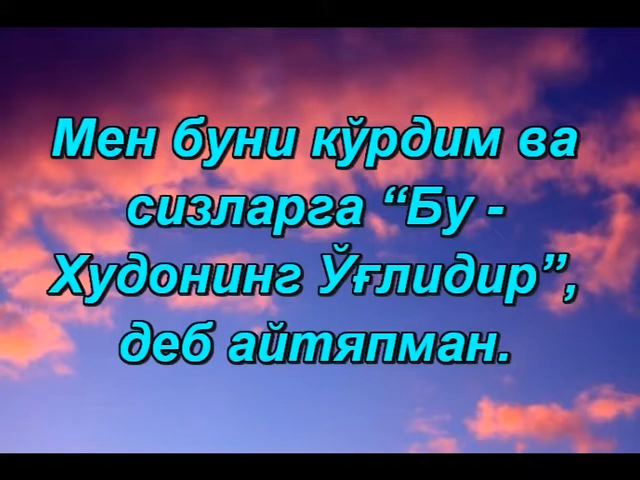 Мен буни кўрдим ва
сизларга “Бу -
Худонинг Ўғлидир”,
деб айтяпман.